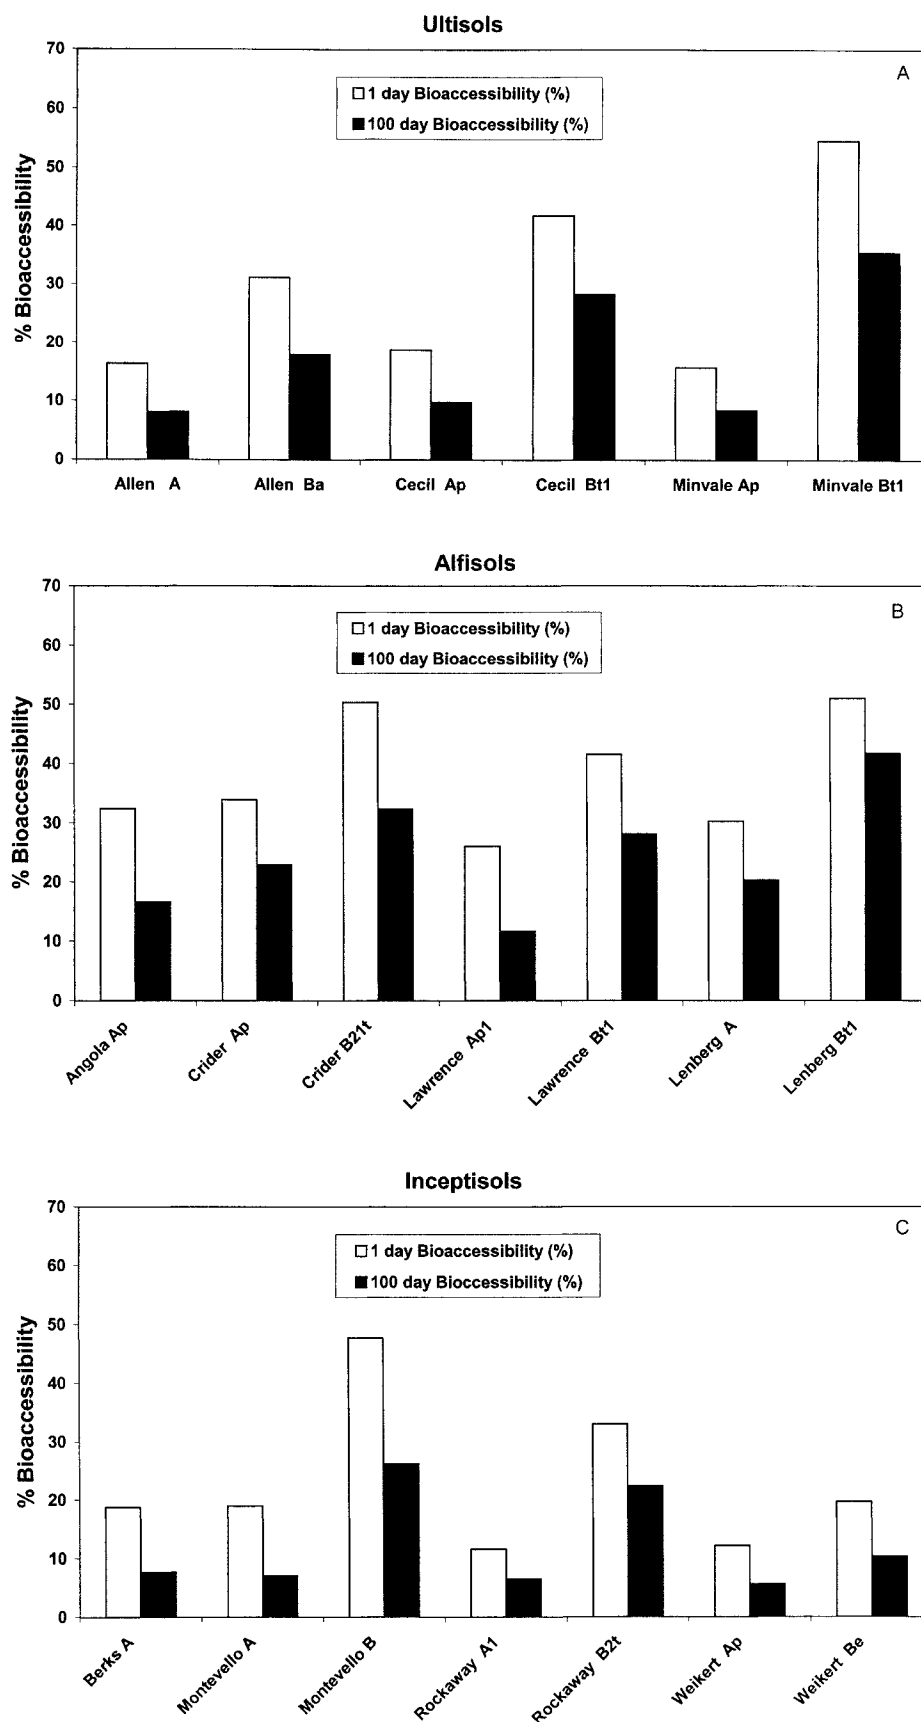 Ultisols
A
1 day Bioaccessibility (%)
100 day Bioaccessibility (%)
% Bioaccessibility
70
60
50
40
30
20
10
0
Allen A
Allen Ba
Cecil Ap
Cecil Bt1
Minvale Ap
Minvale Bt1
Alfisols
B
1 day Bioaccessibility (%)
100 day Bioaccessibility (%)
% Bioaccessibility
70
60
50
40
30
20
10
0
Angola Ap
Crider Ap
Crider B21t
Lawrence Ap1
Lawrence Bt1
Lenberg A
Lenberg Bt1
Inceptisols
C
1 day Bioaccessibility (%)
100 day Bioccessibility (%)
% Bioaccessibility
70
60
50
40
30
20
10
0
Berks A
Montevello A
Montevello B
Rockaway A1
Rockaway B2t
Weikert Ap
Weikert Be